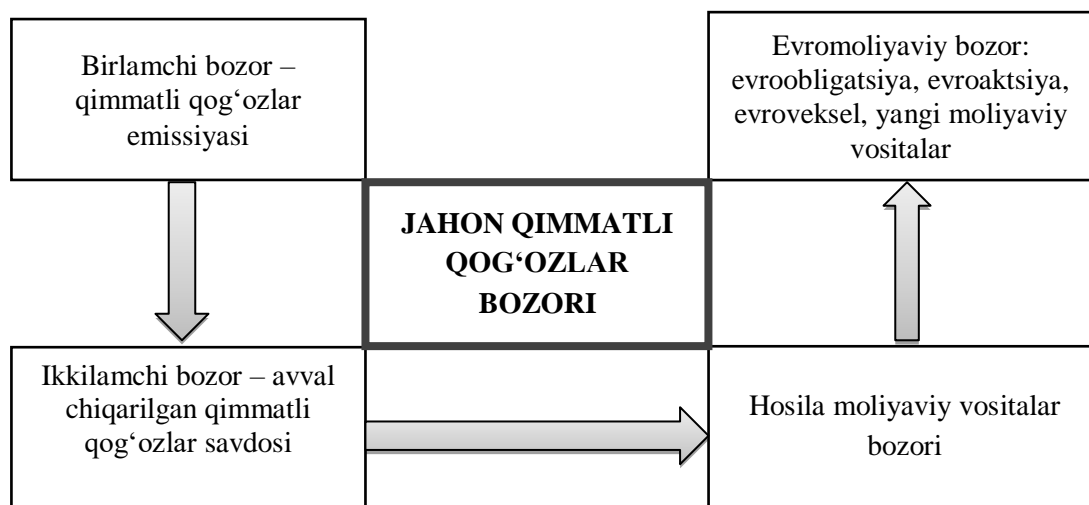 Birlamchi bozor –
qimmatli qog‘ozlar
emissiyasi
Evromoliyaviy bozor:
evroobligatsiya, evroaktsiya,
evroveksel, yangi moliyaviy
vositalar
JAHON QIMMATLI
QOG‘OZLAR
BOZORI
Ikkilamchi bozor – avval
chiqarilgan qimmatli
qog‘ozlar savdosi
Hosila moliyaviy vositalar
bozori